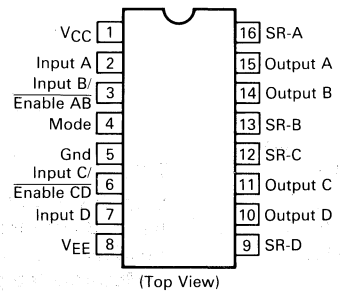 VCC 1 16 SR-A
Input A 2 15 Output A
Input B/
Enable AB 3 14 Output B
Mode 4 13 SR-B
Gnd 5 12 SR-C
Input C/
Enable CD 6 11 Output C
Input D 7 10 Output D
VEE 8 9 SR-D
(Top View)